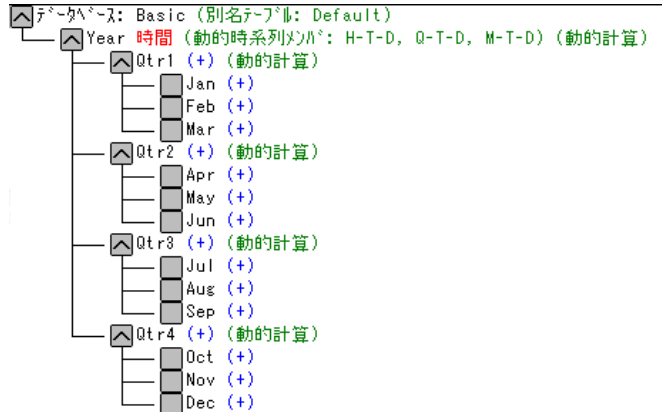 ﾃﾞｰﾀﾍﾞｰｽ: Basic (別名ﾃｰﾌﾞﾙ: Default)
Year 時間 (動的時系列ﾒﾝﾊﾞ: H-T-D, Q-T-D, M-T-D) (動的計算)
Qtr1 (+) (動的計算)
Jan (+)
Feb (+)
Mar (+)
Qtr2 (+) (動的計算)
Apr (+)
May (+)
Jun (+)
Qtr3 (+) (動的計算)
Jul (+)
Aug (+)
Sep (+)
Qtr4 (+) (動的計算)
Oct (+)
Nov (+)
Dec (+)